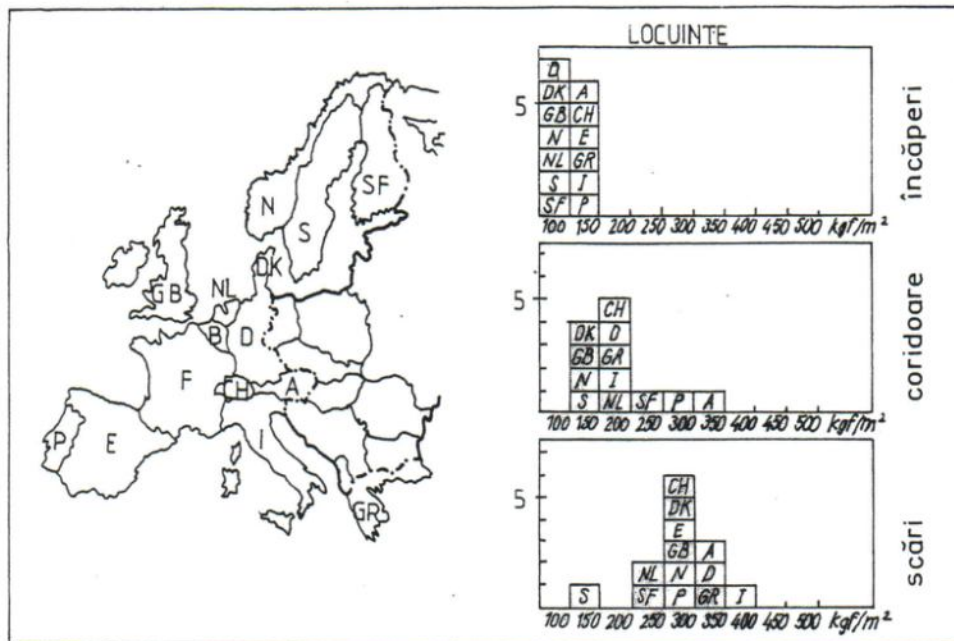 LOCUINTE
D
DK A
5
GB CH
N E
NL GR
S I
SF P
100 150 200 250 300 350 400 450 500 kgf/m²
încăperi
5
CH
DK D
GB GR
N I
S NL SF P A
100 150 200 250 300 350 400 450 500 kgf/m²
coridoare
5
CH
DK
E
GB A
NL N D
S SF P GR I
100 150 200 250 300 350 400 450 500 kgf/m²
scări
SF
N
S
DK
NL
GB
B D
F
CH A
P E I
GR